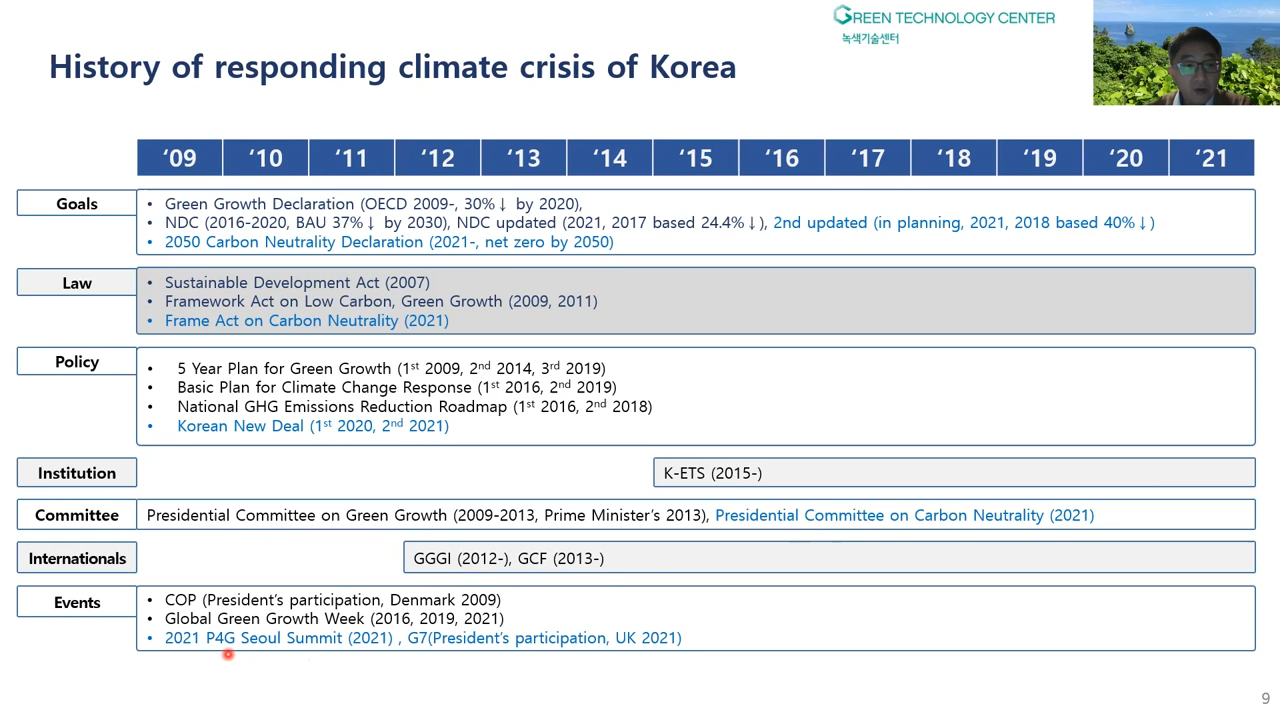 GREEN TECHNOLOGY CENTER
녹색기술센터
History of responding climate crisis of Korea
‘09 ‘10 ‘11 ‘12 ‘13 ‘14 ‘15 ‘16 ‘17 ‘18 ‘19 ‘20 ‘21
Goals
• Green Growth Declaration (OECD 2009-, 30%↓ by 2020),
• NDC (2016-2020, BAU 37%↓ by 2030), NDC updated (2021, 2017 based 24.4%↓), 2nd updated (in planning, 2021, 2018 based 40%↓)
• 2050 Carbon Neutrality Declaration (2021-, net zero by 2050)
Law
• Sustainable Development Act (2007)
• Framework Act on Low Carbon, Green Growth (2009, 2011)
• Frame Act on Carbon Neutrality (2021)
Policy
• 5 Year Plan for Green Growth (1st 2009, 2nd 2014, 3rd 2019)
• Basic Plan for Climate Change Response (1st 2016, 2nd 2019)
• National GHG Emissions Reduction Roadmap (1st 2016, 2nd 2018)
• Korean New Deal (1st 2020, 2nd 2021)
Institution
K-ETS (2015-)
Committee
Presidential Committee on Green Growth (2009-2013, Prime Minister’s 2013), Presidential Committee on Carbon Neutrality (2021)
Internationals
GGGI (2012-), GCF (2013-)
Events
• COP (President’s participation, Denmark 2009)
• Global Green Growth Week (2016, 2019, 2021)
• 2021 P4G Seoul Summit (2021) , G7(President’s participation, UK 2021)
9